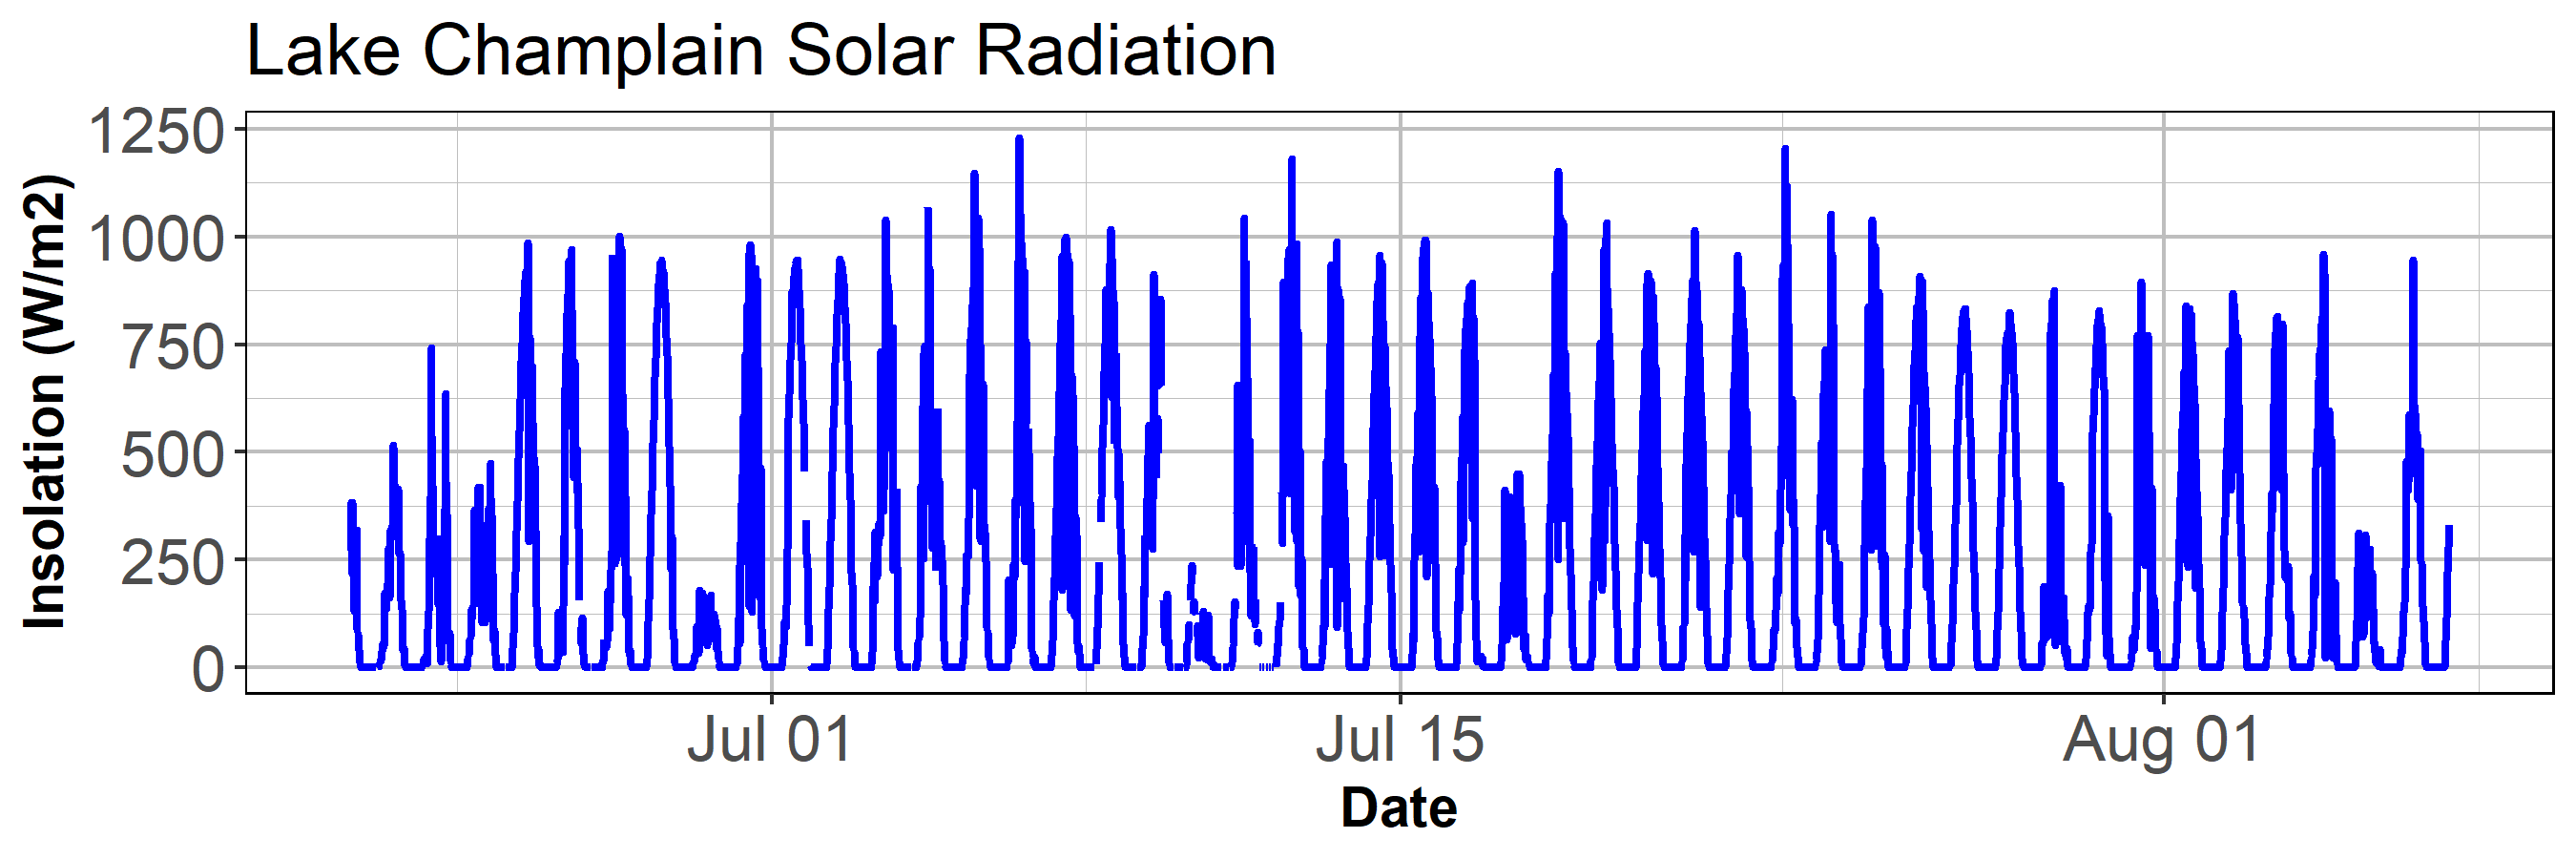 Lake Champlain Solar Radiation
Insolation (W/m2)
1250
1000
750
500
250
0
Jul 01
Jul 15
Aug 01
Date